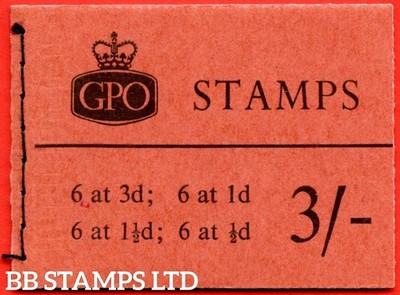 GPO STAMPS
6 at 3d; 6 at 1d
6 at 1½d; 6 at ½d 3/-
BB STAMPS LTD